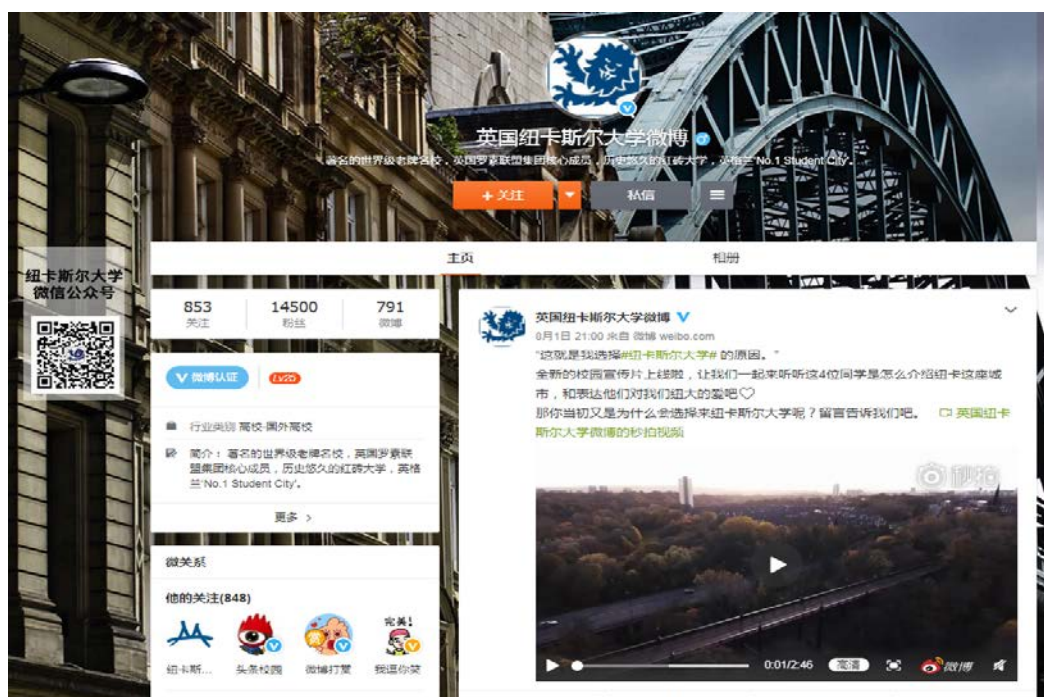 英国纽卡斯尔大学微博
著名的世界级老牌名校,英国罗素联盟集团核心成员,历史悠久的红砖大学,英格兰'No.1 Student City'。
+关注
私信
主页
相册
纽卡斯尔大学
微信公众号
853
关注
14500
粉丝
791
微博
V 微博认证
LV25
行业类别 高校-国外高校
简介: 著名的世界级老牌名校,英国罗素联
盟集团核心成员,历史悠久的红砖大学,英格
兰'No.1 Student City'。
更多 >
微关系
他的关注(848)
完美!
赏
纽卡斯...
头条校园
微博打赏
我逗你笑
英国纽卡斯尔大学微博
8月1日 21:00 来自 微博 weibo.com
"这就是我选择#纽卡斯尔大学# 的原因。"
全新的校园宣传片上线啦,让我们一起来听听这4位同学是怎么介绍纽卡这座城
市,和表达他们对我们纽大的爱吧♡
那你当初又是为什么会选择来纽卡斯尔大学呢?留言告诉我们吧。 英国纽卡
斯尔大学微博的秒拍视频
秒拍
0:01/2:46
高清
微博